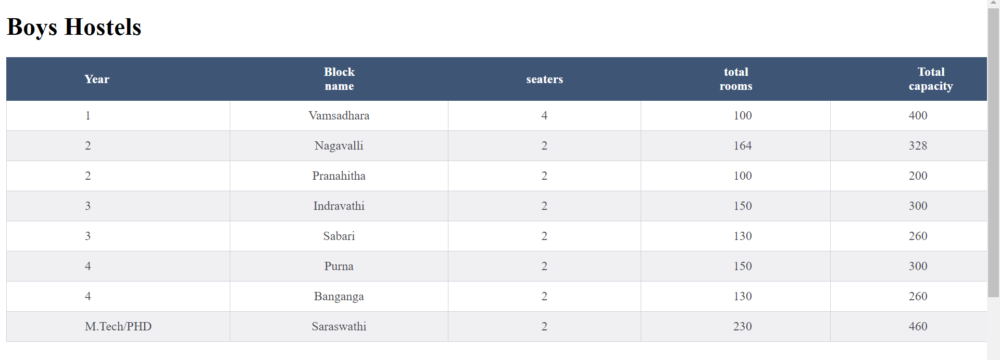 Boys Hostels
Year Block name seaters total rooms Total capacity
1 Vamsadhara 4 100 400
2 Nagavalli 2 164 328
2 Pranahitha 2 100 200
3 Indravathi 2 150 300
3 Sabari 2 130 260
4 Purna 2 150 300
4 Banganga 2 130 260
M.Tech/PHD Saraswathi 2 230 460